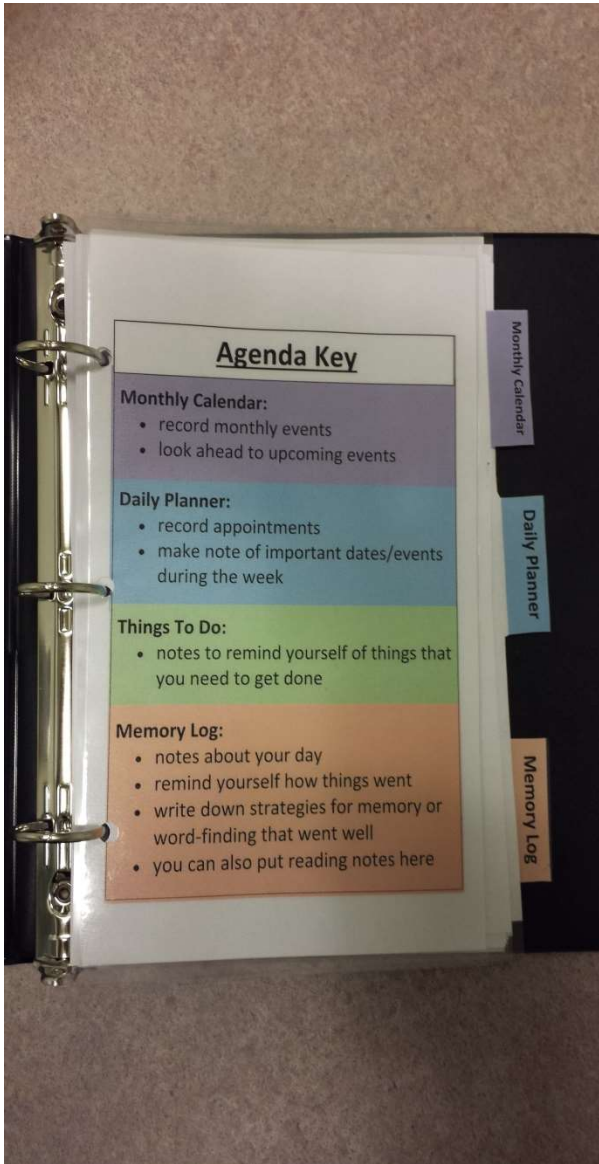 Agenda Key
Monthly Calendar:
• record monthly events
• look ahead to upcoming events
Daily Planner:
• record appointments
• make note of important dates/events
during the week
Things To Do:
• notes to remind yourself of things that
you need to get done
Memory Log:
• notes about your day
• remind yourself how things went
• write down strategies for memory or
word-finding that went well
• you can also put reading notes here
Monthly Calendar
Daily Planner
Memory Log